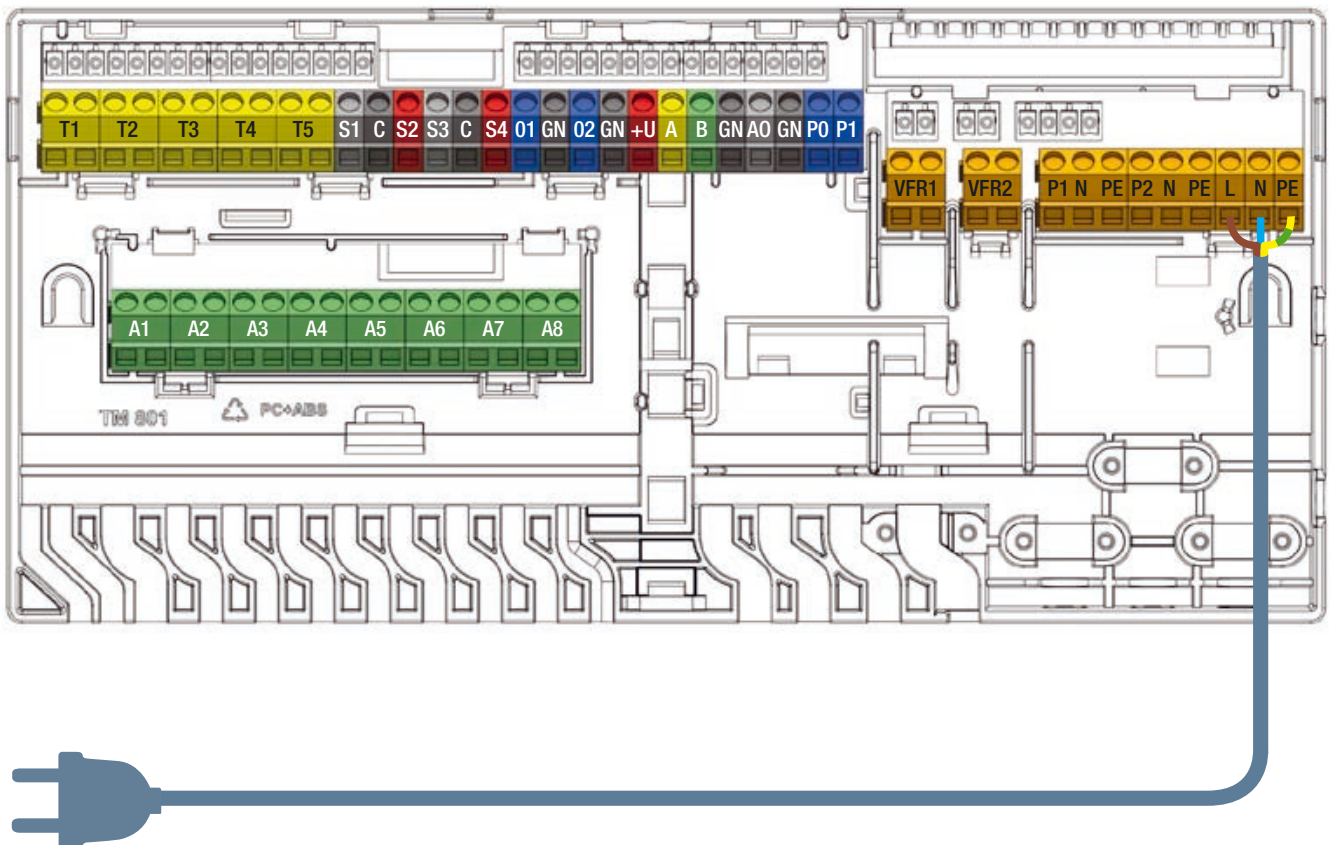 T1 T2 T3 T4 T5 S1 C S2 S3 C S4 01 GN 02 GN +U A B GN AO GN P0 P1
VFR1 VFR2 P1 N PE P2 N PE L N PE
A1 A2 A3 A4 A5 A6 A7 A8
TM 801 PC+ABS